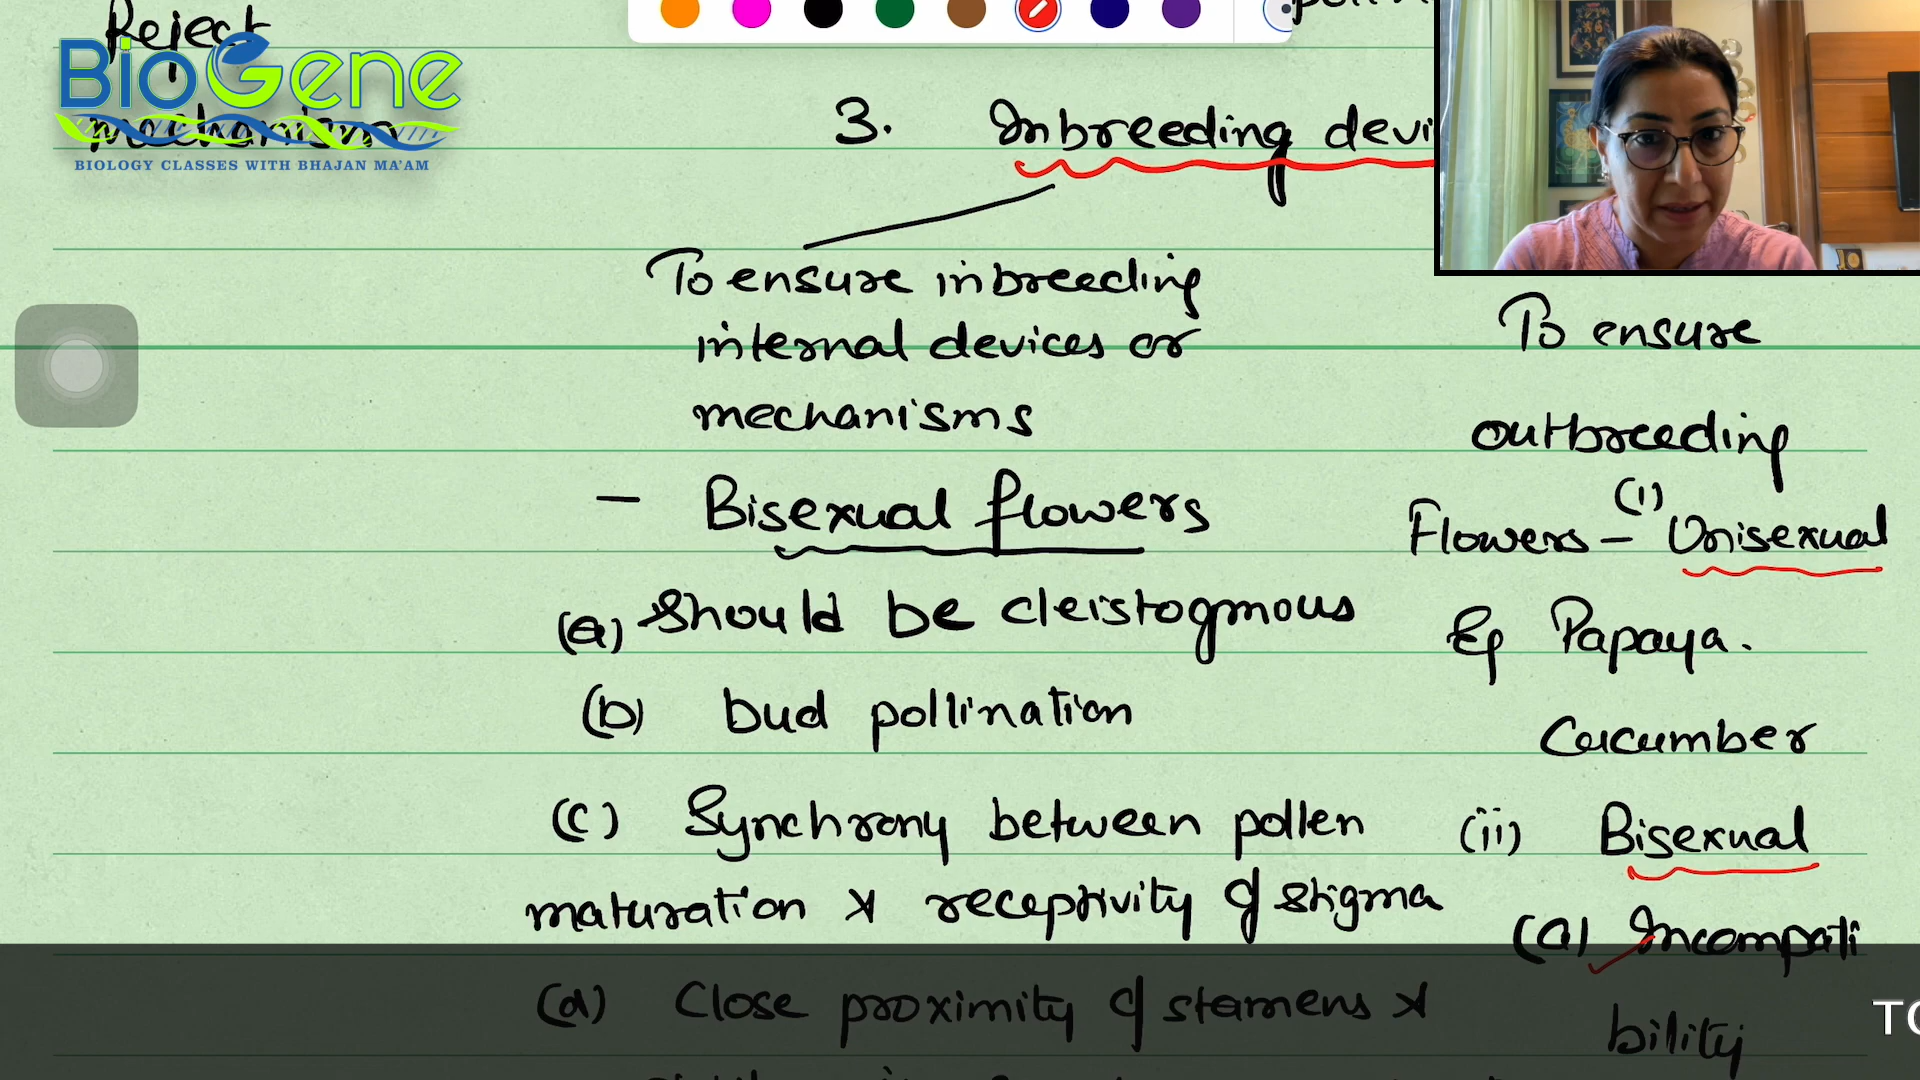 Reject
BioGene
mechanism
BIOLOGY CLASSES WITH BHAJAN MA'AM
3. Inbreeding devi
To ensure inbreeding
internal devices or
mechanisms
- Bisexual flowers
(a) Should be cleistogmous
(b) bud pollination
(c) Synchrony between pollen
maturation & receptivity of stigma
(d) Close proximity of stamens &
To ensure
outbreeding
Flowers - (i) Unisexual
Eg Papaya.
Cucumber
(ii) Bisexual
(a) Incompati
bility
TO